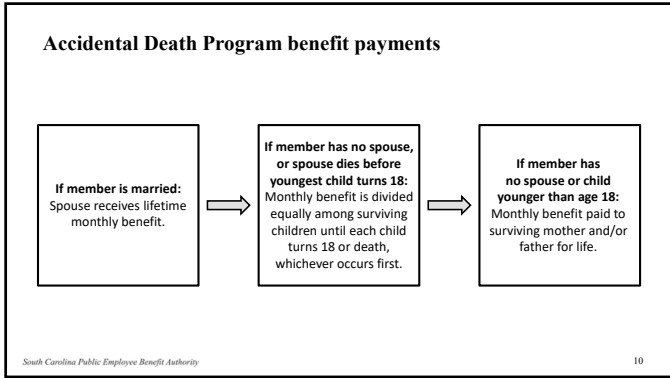 Accidental Death Program benefit payments
If member is married:
Spouse receives lifetime
monthly benefit.
If member has no spouse,
or spouse dies before
youngest child turns 18:
Monthly benefit is divided
equally among surviving
children until each child
turns 18 or death,
whichever occurs first.
If member has
no spouse or child
younger than age 18:
Monthly benefit paid to
surviving mother and/or
father for life.
South Carolina Public Employee Benefit Authority
10